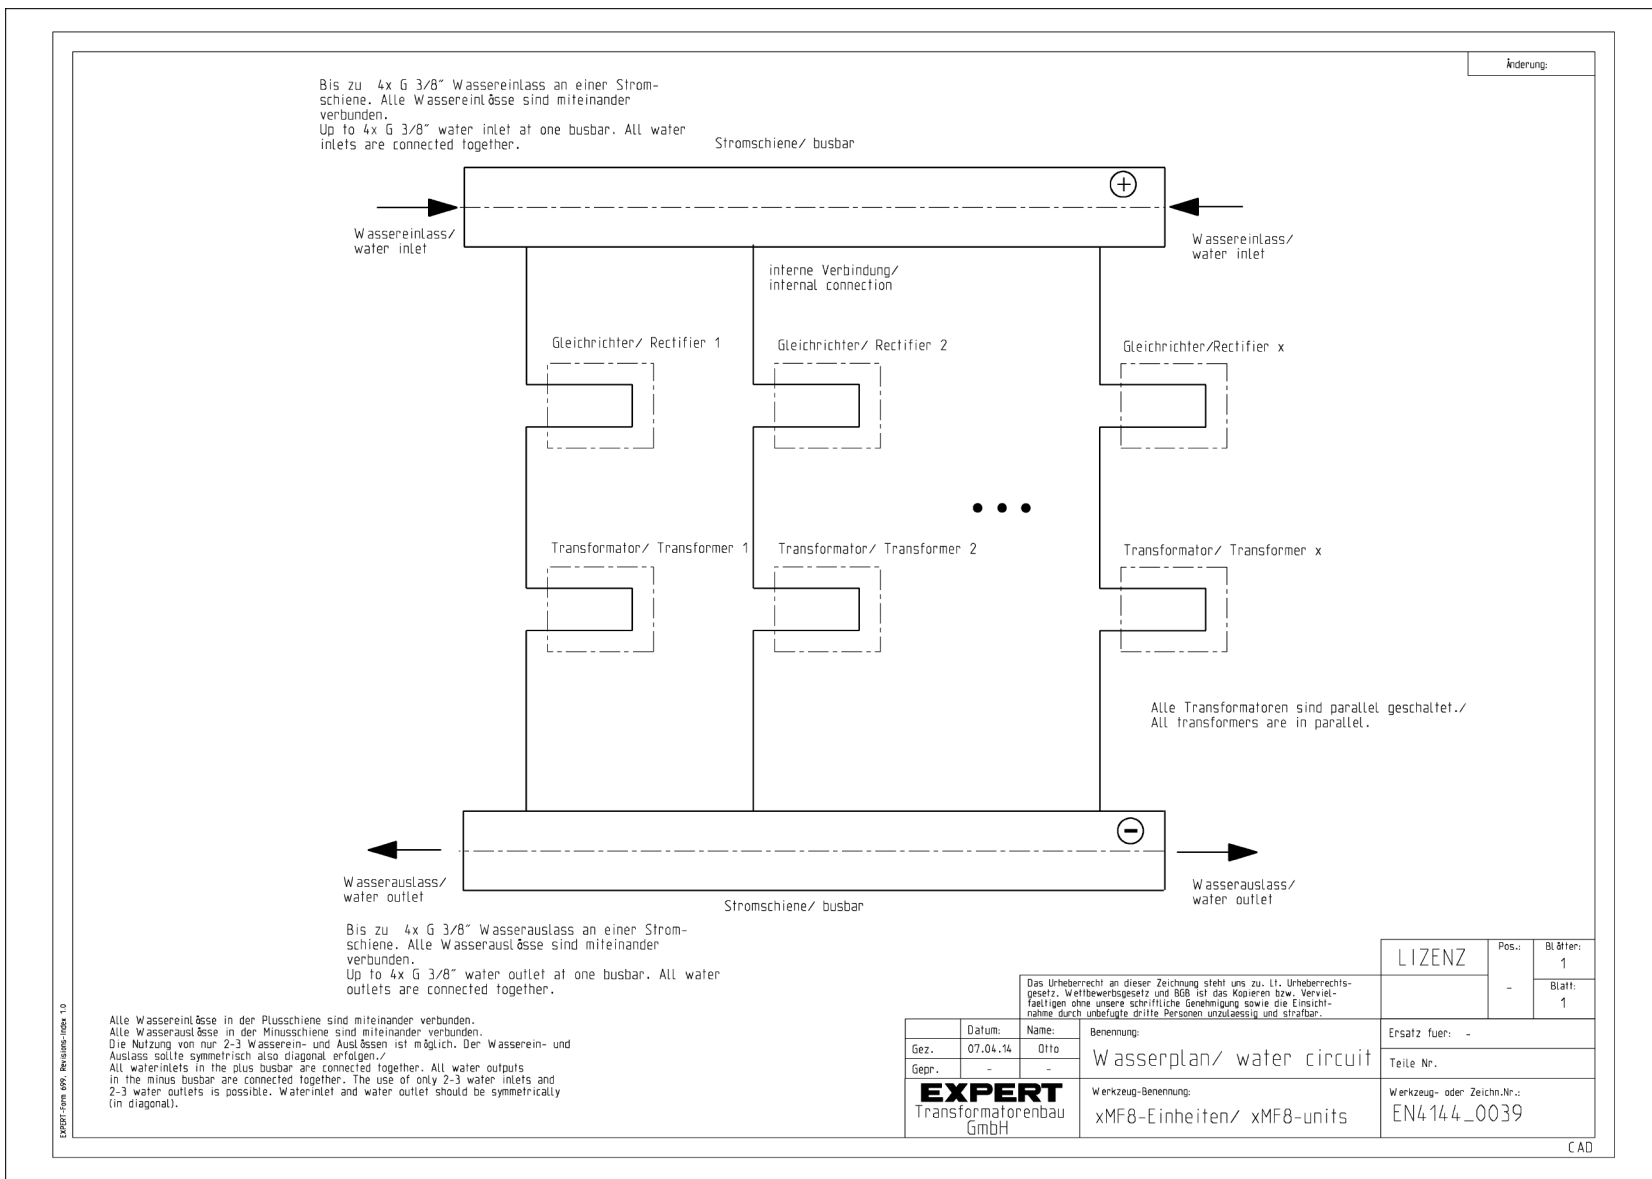 Änderung:
Bis zu 4x G 3/8" Wassereinlass an einer Strom-
schiene. Alle Wassereinlässe sind miteinander
verbunden.
Up to 4x G 3/8" water inlet at one busbar. All water
inlets are connected together.
Stromschiene/ busbar
+
Wassereinlass/
water inlet
Wassereinlass/
water inlet
interne Verbindung/
internal connection
Gleichrichter/ Rectifier 1
Gleichrichter/ Rectifier 2
Gleichrichter/Rectifier x
Transformator/ Transformer 1
Transformator/ Transformer 2
Transformator/ Transformer x
Alle Transformatoren sind parallel geschaltet./
All transformers are in parallel.
-
Wasserauslass/
water outlet
Wasserauslass/
water outlet
Stromschiene/ busbar
Bis zu 4x G 3/8" Wasserauslass an einer Strom-
schiene. Alle Wasserauslässe sind miteinander
verbunden.
Up to 4x G 3/8" water outlet at one busbar. All water
outlets are connected together.
Alle Wassereinlässe in der Plusschiene sind miteinander verbunden.
Alle Wasserauslässe in der Minusschiene sind miteinander verbunden.
Die Nutzung von nur 2-3 Wasserein- und Auslässen ist möglich. Der Wasserein- und
Auslass sollte symetrisch also diagonal erfolgen./
All waterinlets in the plus busbar are connected together. All water outputs
in the minus busbar are connected together. The use of only 2-3 water inlets and
2-3 water outlets is possible. Waterinlet and water outlet should be symmetrically
(in diagonal).
EXPERT-Form 699, Revisions-Index 1.0
LIZENZ
Pos.:
-
Blätter:
1
Blatt:
1
Das Urheberrecht an dieser Zeichnung steht uns zu. Lt. Urheberrechts-
gesetz, Wettbewerbsgesetz und BGB ist das Kopieren bzw. Verviel-
faeltigen ohne unsere schriftliche Genehmigung sowie die Einsicht-
nahme durch unbefugte dritte Personen unzulaessig und strafbar.
Datum: Name:
Gez. 07.04.14 Otto
Gepr. - -
Benennung:
Wasserplan/ water circuit
Ersatz fuer: -
Teile Nr.
EXPERT
Transformatorenbau
GmbH
Werkzeug-Benennung:
xMF8-Einheiten/ xMF8-units
Werkzeug- oder Zeichn.Nr.:
EN4144_0039
CAD